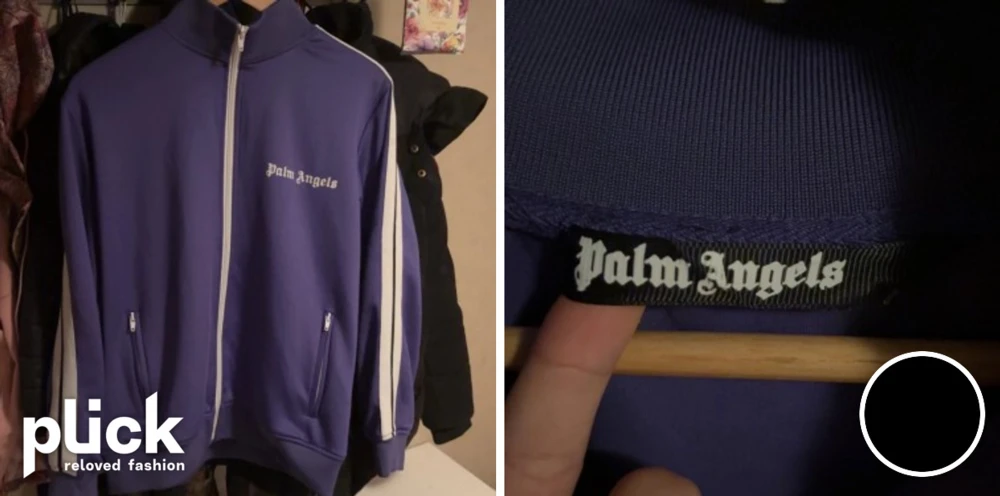 Palm Angels
plick
reloved fashion
Palm Angels